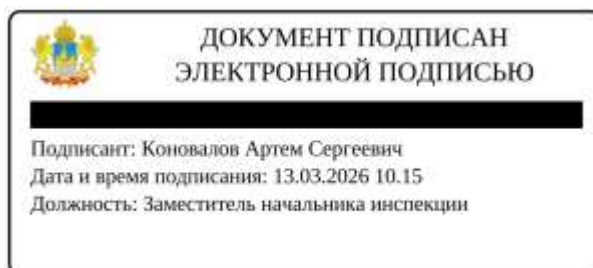 ДОКУМЕНТ ПОДПИСАН
ЭЛЕКТРОННОЙ ПОДПИСЬЮ
Подписант: Коновалов Артем Сергеевич
Дата и время подписания: 13.03.2026 10.15
Должность: Заместитель начальника инспекции